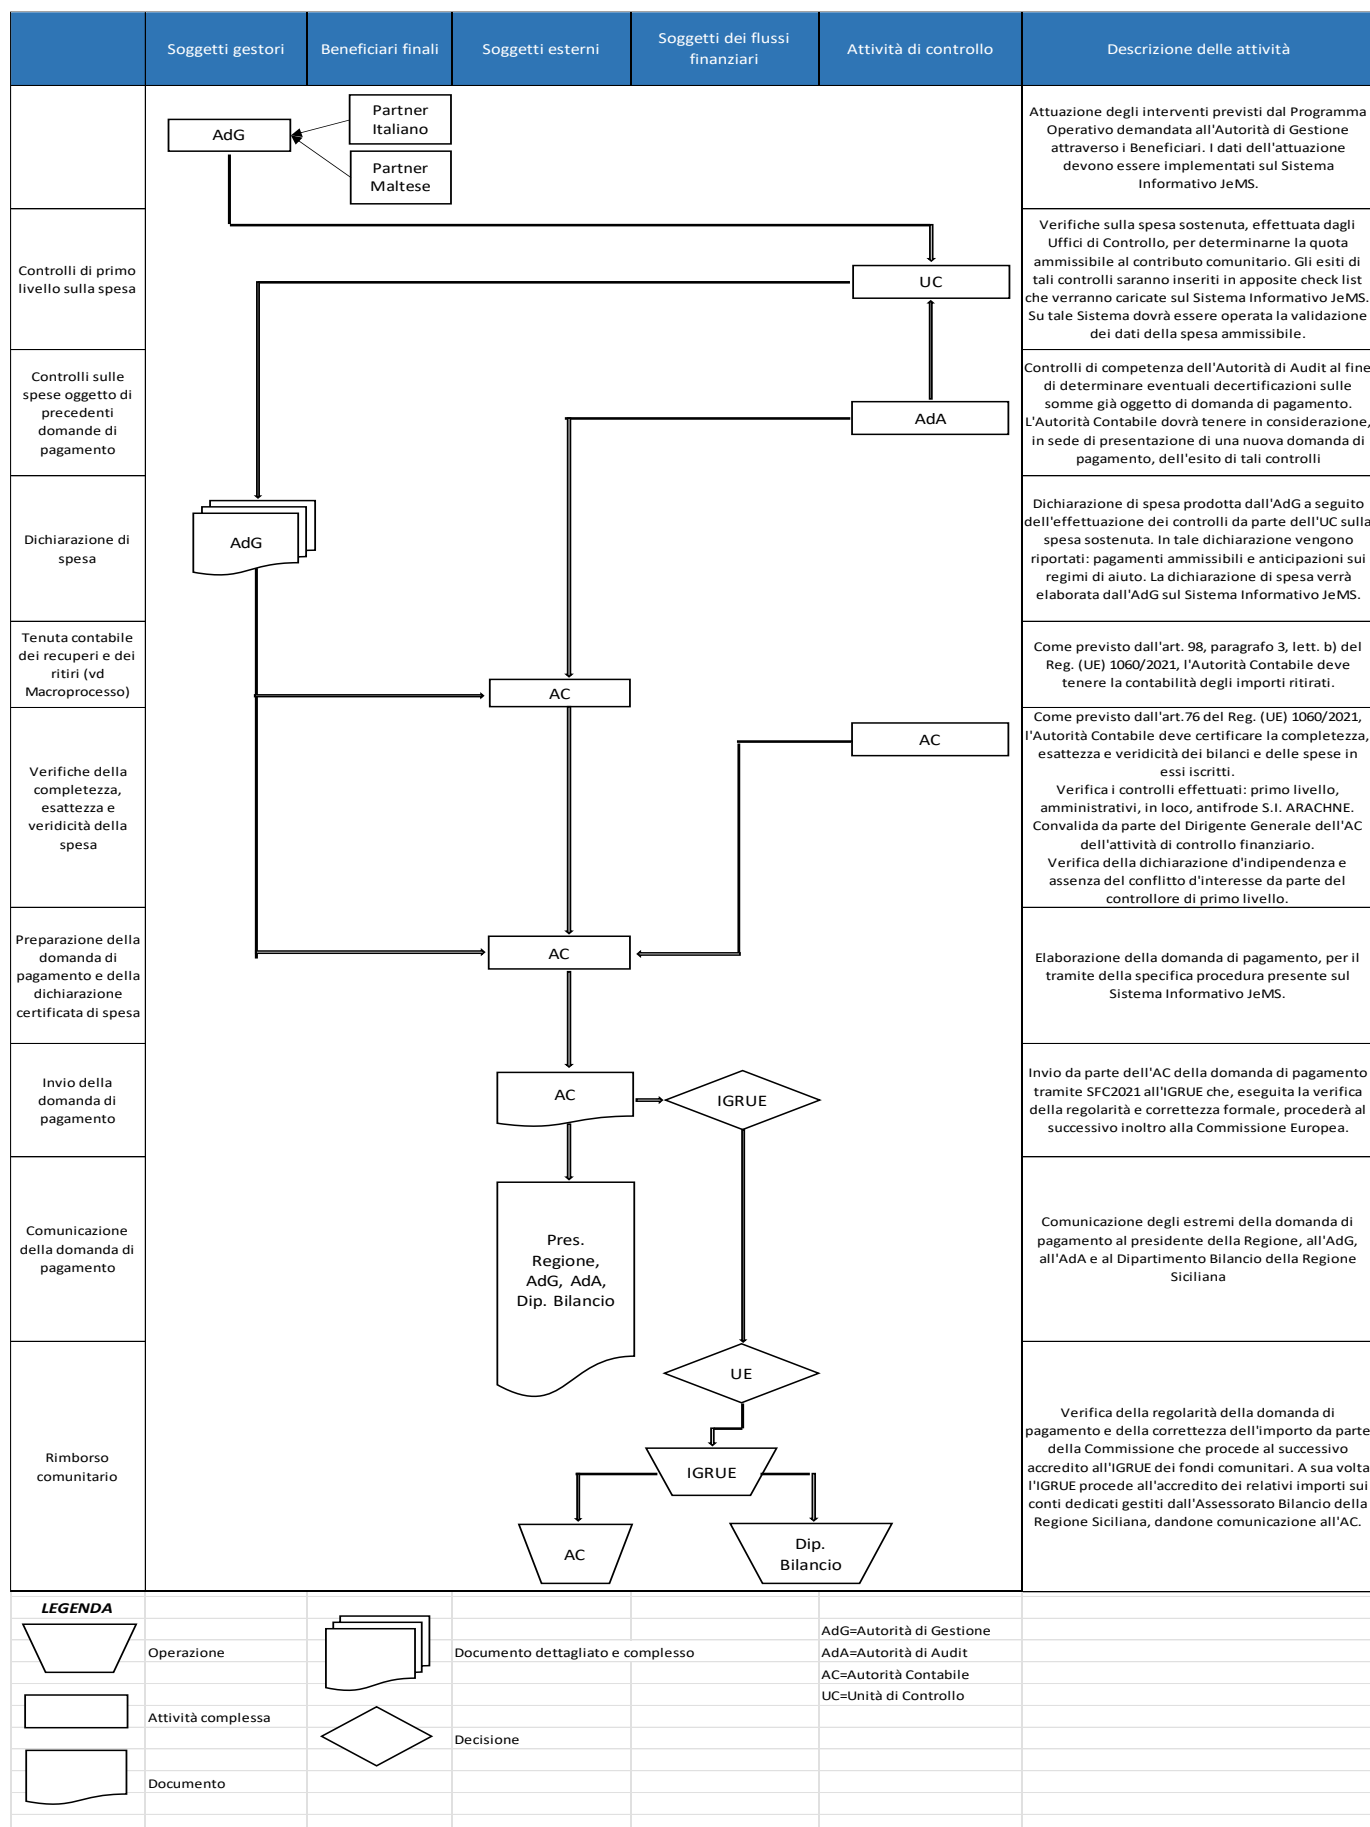 Soggetti gestori
Beneficiari finali
Soggetti esterni
Soggetti dei flussi
finanziari
Attività di controllo
Descrizione delle attività
AdG
Partner
Italiano
Partner
Maltese
Attuazione degli interventi previsti dal Programma
Operativo demandata all'Autorità di Gestione
attraverso i Beneficiari. I dati dell'attuazione
devono essere implementati sul Sistema
Informativo JeMS.
Controlli di primo
livello sulla spesa
UC
Verifiche sulla spesa sostenuta, effettuata dagli
Uffici di Controllo, per determinarne la quota
ammissibile al contributo comunitario. Gli esiti di
tali controlli saranno inseriti in apposite check list
che verranno caricate sul Sistema Informativo JeMS.
Su tale Sistema dovrà essere operata la validazione
dei dati della spesa ammissibile.
Controlli sulle
spese oggetto di
precedenti
domande di
pagamento
AdA
Controlli di competenza dell'Autorità di Audit al fine
di determinare eventuali decertificazioni sulle
somme già oggetto di domanda di pagamento.
L'Autorità Contabile dovrà tenere in considerazione,
in sede di presentazione di una nuova domanda di
pagamento, dell'esito di tali controlli
Dichiarazione di
spesa
AdG
Dichiarazione di spesa prodotta dall'AdG a seguito
dell'effettuazione dei controlli da parte dell'UC sulla
spesa sostenuta. In tale dichiarazione vengono
riportati: pagamenti ammissibili e anticipazioni sui
regimi di aiuto. La dichiarazione di spesa verrà
elaborata dall'AdG sul Sistema Informativo JeMS.
Tenuta contabile
dei recuperi e dei
ritiri (vd
Macroprocesso)
AC
Come previsto dall'art. 98, paragrafo 3, lett. b) del
Reg. (UE) 1060/2021, l'Autorità Contabile deve
tenere la contabilità degli importi ritirati.
Verifiche della
completezza,
esattezza e
veridicità della
spesa
AC
Come previsto dall'art.76 del Reg. (UE) 1060/2021,
l'Autorità Contabile deve certificare la completezza,
esattezza e veridicità dei bilanci e delle spese in
essi iscritti.
Verifica i controlli effettuati: primo livello,
amministrativi, in loco, antifrode S.I. ARACHNE.
Convalida da parte del Dirigente Generale dell'AC
dell'attività di controllo finanziario.
Verifica della dichiarazione d'indipendenza e
assenza del conflitto d'interesse da parte del
controllore di primo livello.
Preparazione della
domanda di
pagamento e della
dichiarazione
certificata di spesa
AC
Elaborazione della domanda di pagamento, per il
tramite della specifica procedura presente sul
Sistema Informativo JeMS.
Invio della
domanda di
pagamento
AC
IGRUE
Invio da parte dell'AC della domanda di pagamento
tramite SFC2021 all'IGRUE che, eseguita la verifica
della regolarità e correttezza formale, procederà al
successivo inoltro alla Commissione Europea.
Comunicazione
della domanda di
pagamento
Pres.
Regione,
AdG, AdA,
Dip. Bilancio
Comunicazione degli estremi della domanda di
pagamento al presidente della Regione, all'AdG,
all'AdA e al Dipartimento Bilancio della Regione
Siciliana
Rimborso
comunitario
UE
IGRUE
AC
Dip.
Bilancio
Verifica della regolarità della domanda di
pagamento e della correttezza dell'importo da parte
della Commissione che procede al successivo
accredito all'IGRUE dei fondi comunitari. A sua volta
l'IGRUE procede all'accredito dei relativi importi sui
conti dedicati gestiti dall'Assessorato Bilancio della
Regione Siciliana, dandone comunicazione all'AC.
LEGENDA
Operazione
Documento dettagliato e complesso
AdG=Autorità di Gestione
AdA=Autorità di Audit
AC=Autorità Contabile
UC=Unità di Controllo
Attività complessa
Decisione
Documento